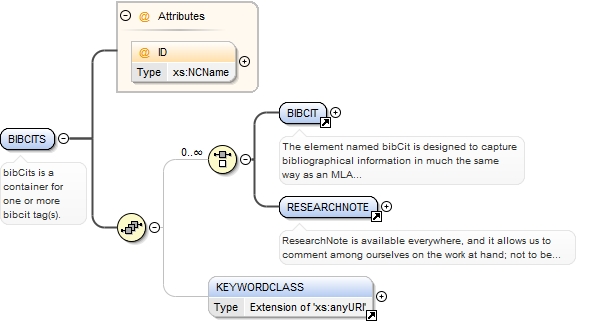 Attributes
@ ID
Type xs:NCName
BIBCITS
bibCits is a
container for
one or more
bibcit tag(s).
0..∞
BIBCIT
The element named bibCit is designed to capture
bibliographical information in much the same
way as an MLA...
RESEARCHNOTE
ResearchNote is available everywhere, and it allows us to
comment among ourselves on the work at hand; not to be...
KEYWORDCLASS
Type Extension of 'xs:anyURI'